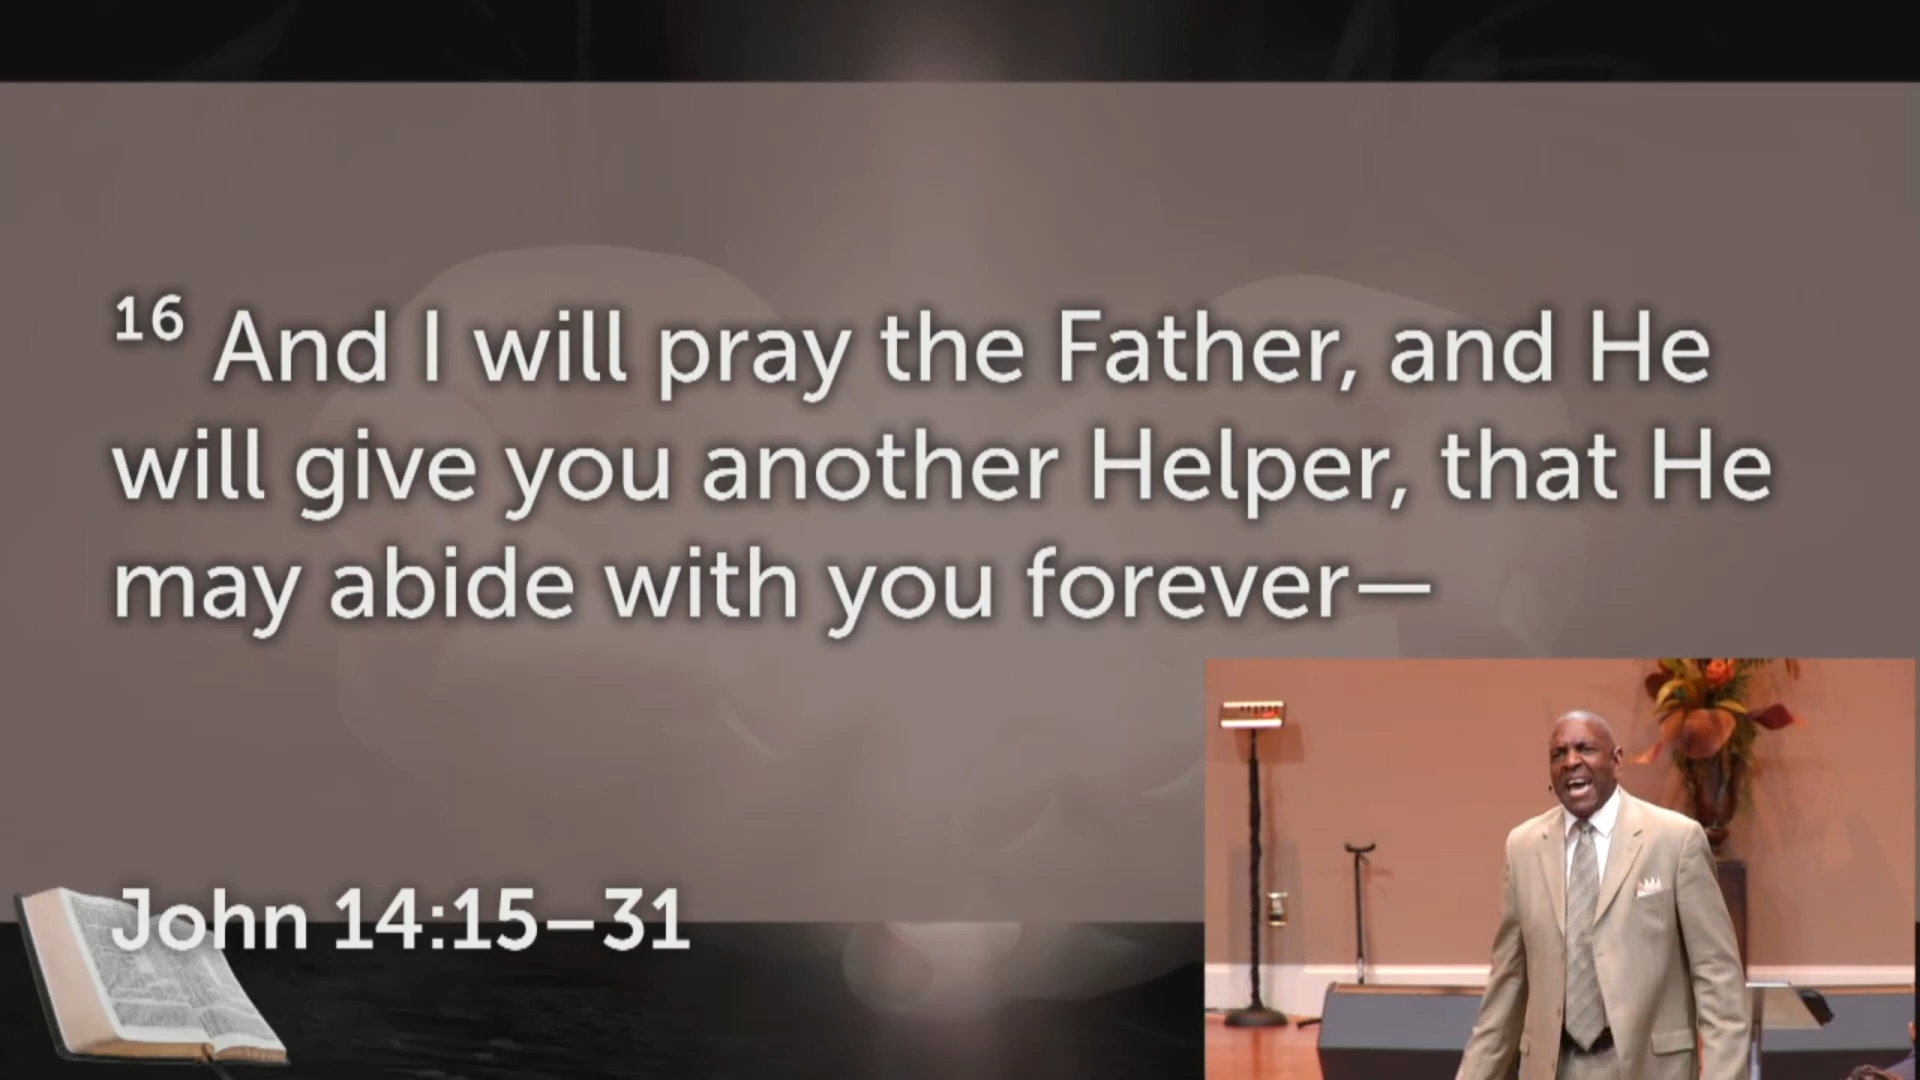 16 And I will pray the Father, and He
will give you another Helper, that He
may abide with you forever—
John 14:15–31